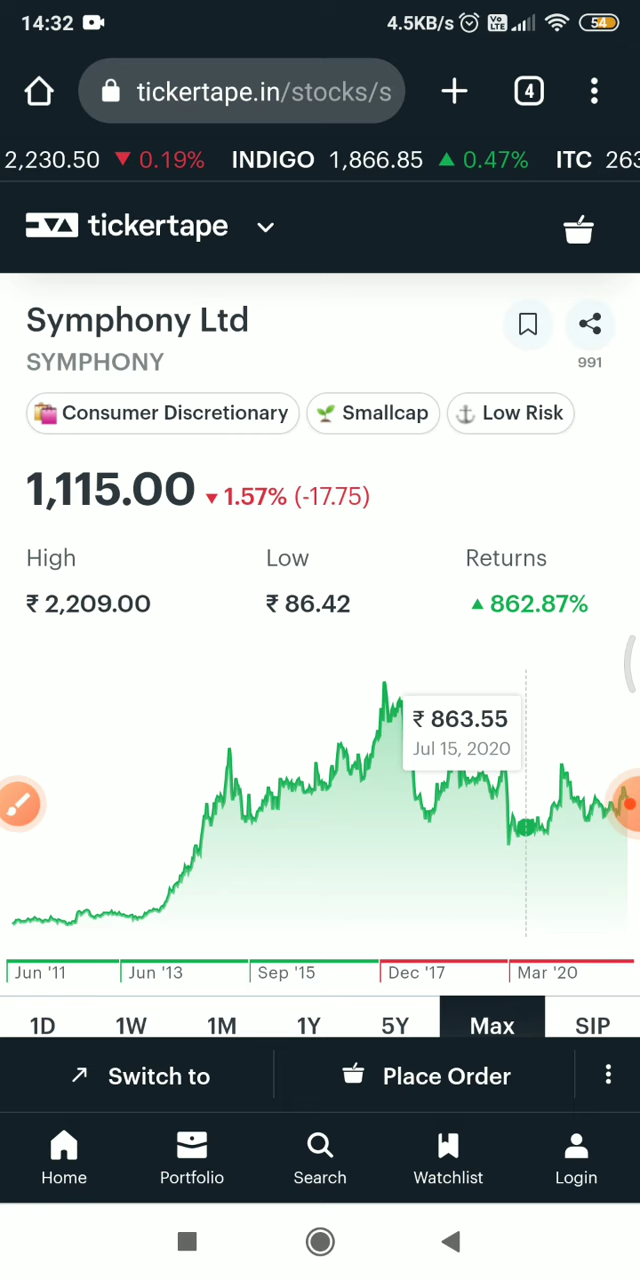 14:32 4.5KB/s Vo LTE 54
tickertape.in/stocks/s 4
2,230.50 ▼ 0.19% INDIGO 1,866.85 ▲ 0.47% ITC 263
tickertape
Symphony Ltd
SYMPHONY
991
Consumer Discretionary Smallcap Low Risk
1,115.00 ▼ 1.57% (-17.75)
High Low Returns
₹ 2,209.00 ₹ 86.42 ▲ 862.87%
₹ 863.55
Jul 15, 2020
Jun '11 Jun '13 Sep '15 Dec '17 Mar '20
1D 1W 1M 1Y 5Y Max SIP
Switch to Place Order
Home Portfolio Search Watchlist Login